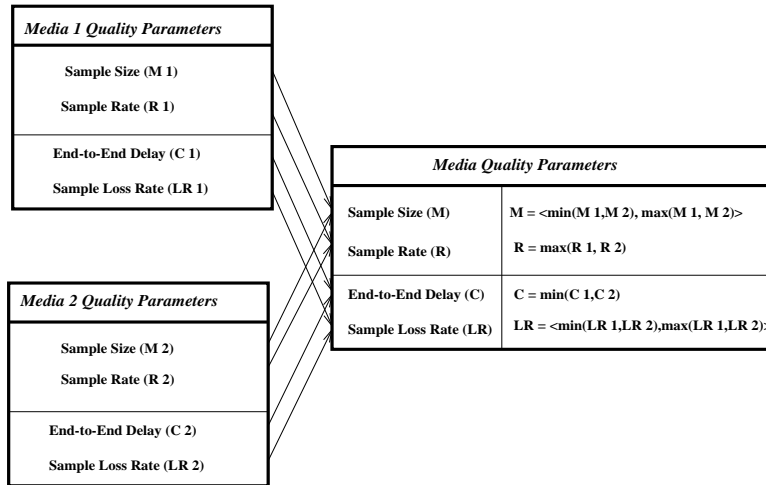 Media 1 Quality Parameters
Sample Size (M 1)
Sample Rate (R 1)
End-to-End Delay (C 1)
Sample Loss Rate (LR 1)
Media 2 Quality Parameters
Sample Size (M 2)
Sample Rate (R 2)
End-to-End Delay (C 2)
Sample Loss Rate (LR 2)
Media Quality Parameters
Sample Size (M) M = <min(M 1,M 2), max(M 1, M 2)>
Sample Rate (R) R = max(R 1, R 2)
End-to-End Delay (C) C = min(C 1,C 2)
Sample Loss Rate (LR) LR = <min(LR 1,LR 2),max(LR 1,LR 2)>